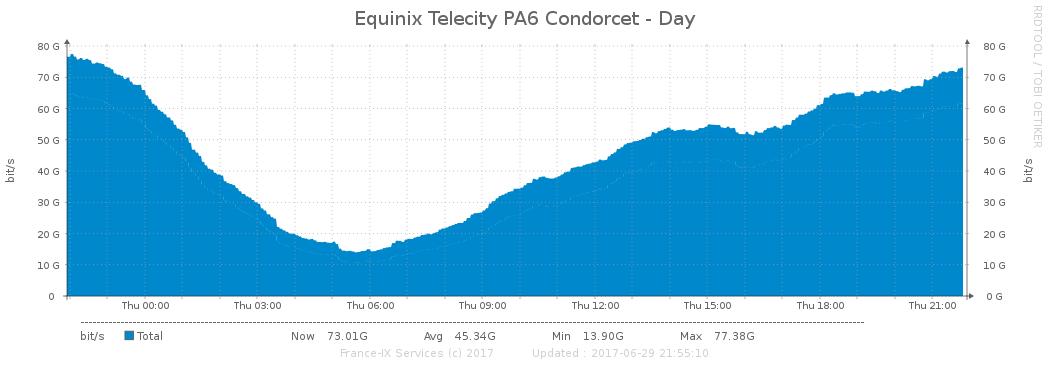 Equinix Telecity PA6 Condorcet - Day
RRDTOOL / TOBI OETIKER
80 G 80 G
70 G 70 G
60 G 60 G
50 G 50 G
40 G 40 G
30 G 30 G
20 G 20 G
10 G 10 G
0 0 G
bit/s bit/s
Thu 00:00 Thu 03:00 Thu 06:00 Thu 09:00 Thu 12:00 Thu 15:00 Thu 18:00 Thu 21:00
bit/s Total Now 73.01G Avg 45.34G Min 13.90G Max 77.38G
France-IX Services (c) 2017 Updated : 2017-06-29 21:55:10